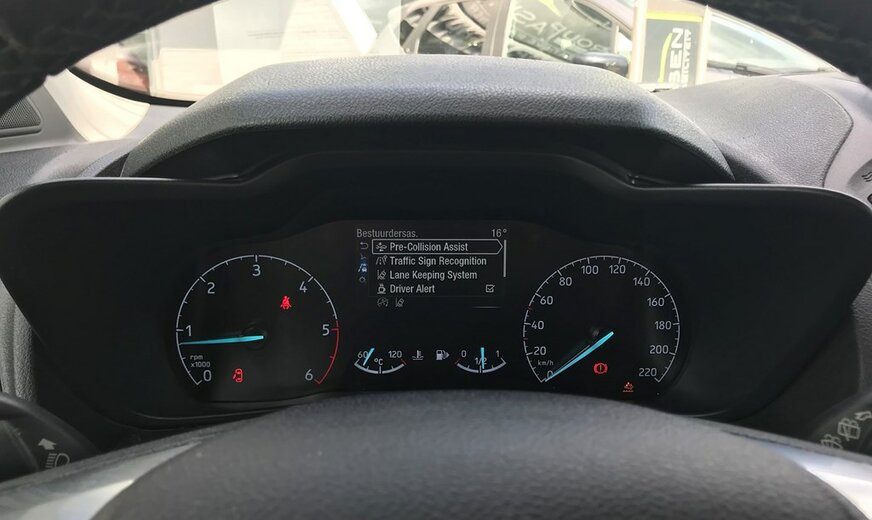 BEN
Bestuurdersas. 16°
Pre-Collision Assist
Traffic Sign Recognition
Lane Keeping System
Driver Alert
0 1 2 3 4 5 6
rpm
x1000
60 120
°C
0 1/2 1
0 20 40 60 80 100 120 140 160 180 200 220
km/h